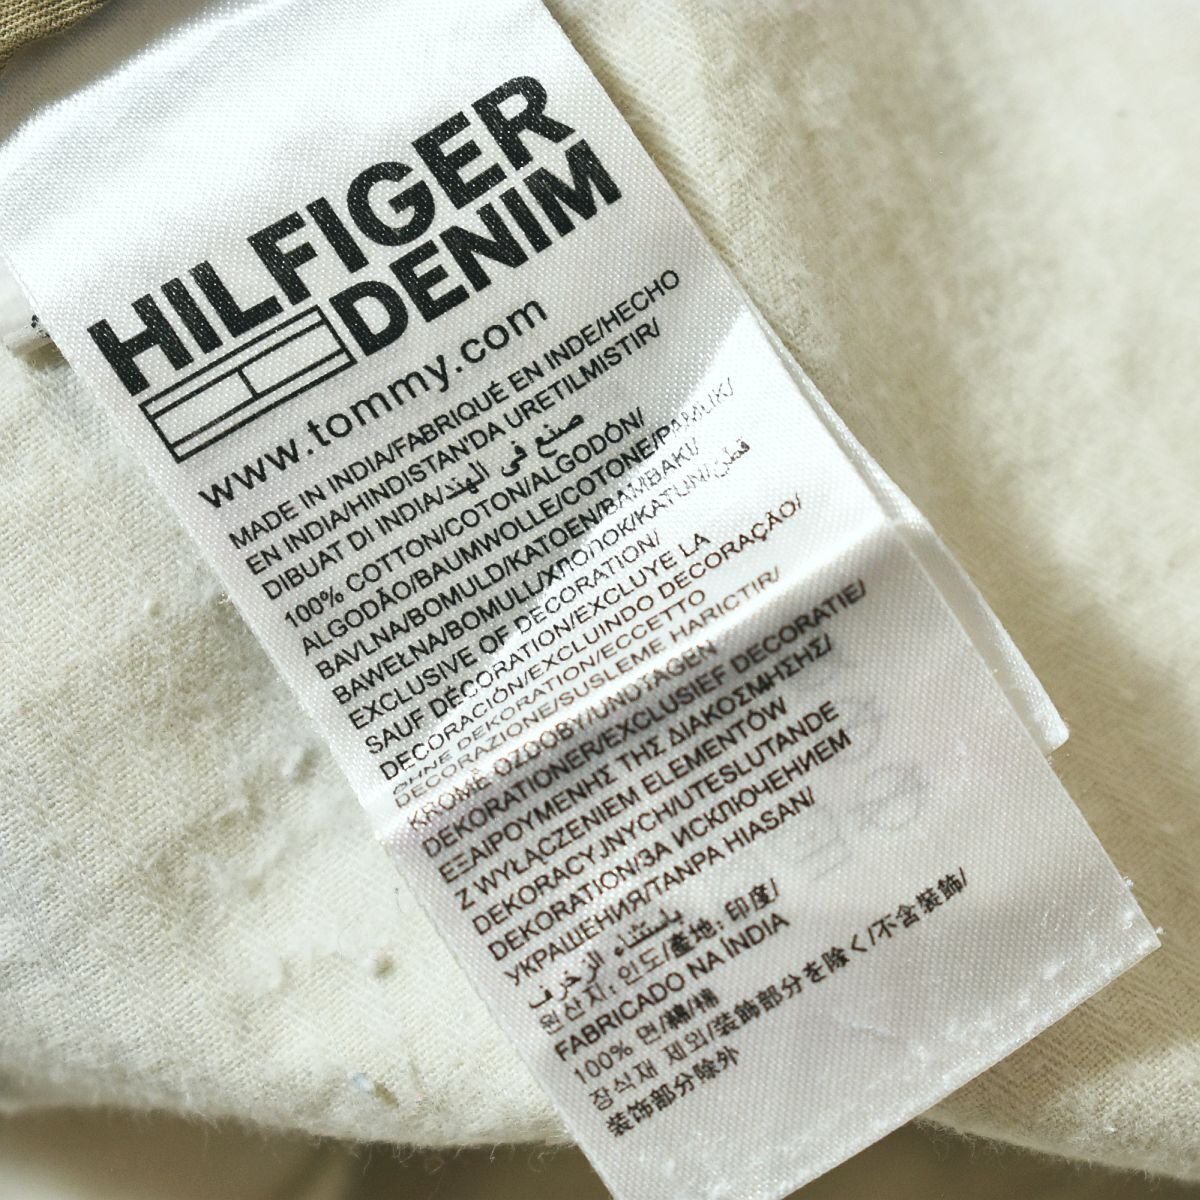 HILFIGER
DENIM
www.tommy.com
MADE IN INDIA/FABRIQUÉ EN INDE/HECHO
EN INDIA/HINDISTAN'DA URETILMISTIR/
DIBUAT DI INDIA/صنع في الهند
100% COTTON/COTON/ALGODÓN/
ALGODÃO/BAUMWOLLE/COTONE/PAMUK/
BAVLNA/BOMULD/KATOEN/BAMBAKI/
BAWEŁNA/BOMULL/ХЛОПОК/KATUN/قطن
EXCLUSIVE OF DECORATION/
SAUF DÉCORATION/EXCLUYE LA
DECORACIÓN/EXCLUINDO DECORAÇÃO/
OHNE DEKORATION/ECCETTO
DECORAZIONE/SUSLEME HARICTIR/
KROMĚ OZDOBY/UNDTAGEN
DEKORATIONER/EXCLUSIEF DECORATIE/
ΕΞΑΙΡΟΥΜΕΝΗΣ ΤΗΣ ΔΙΑΚΟΣΜΗΣΗΣ/
Z WYŁĄCZENIEM ELEMENTÓW
DEKORACYJNYCH/UTESLUTANDE
DEKORATION/ЗА ИСКЛЮЧЕНИЕМ
УКРАШЕНИЯ/TANPA HIASAN/
بإستثناء الزخرف
원산지: 인도/產地: 印度/
FABRICADO NA ÍNDIA
100% 면/綿/棉
장식재 제외/装飾部分を除く/不含裝飾/
装饰部分除外